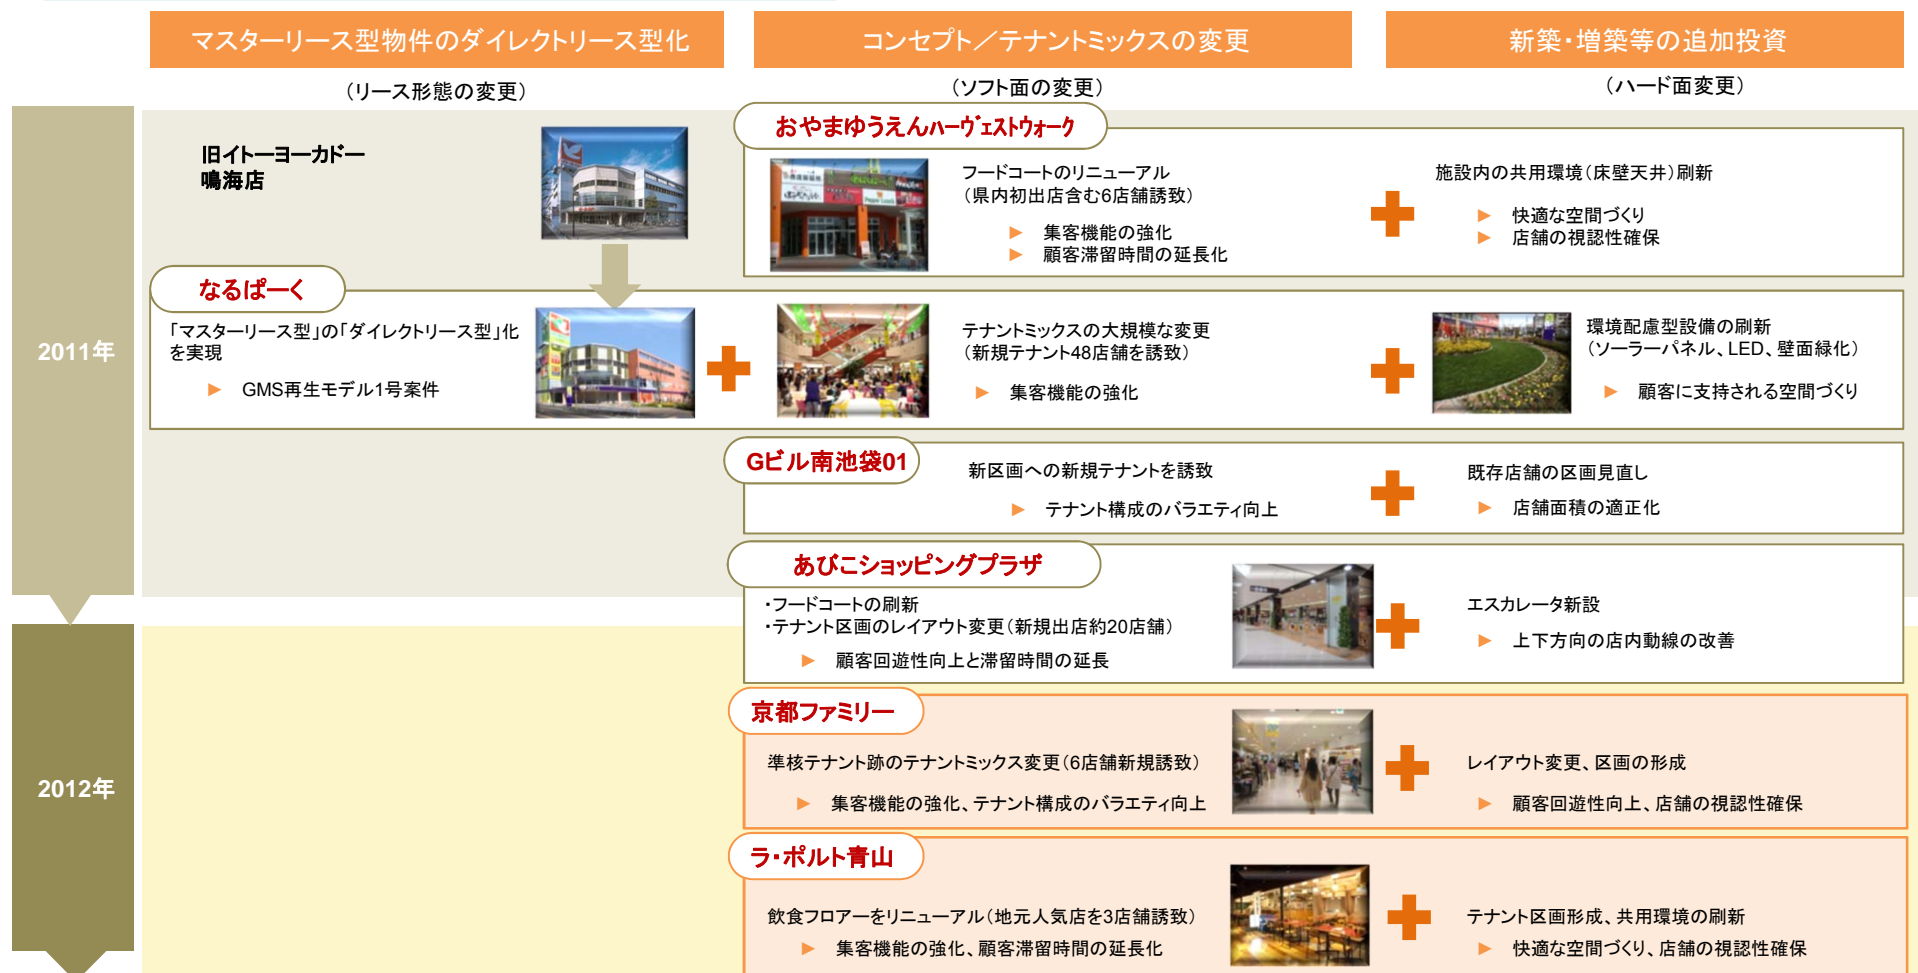 マスターリース型物件のダイレクトリース型化
コンセプト／テナントミックスの変更
新築・増築等の追加投資
（リース形態の変更）
（ソフト面の変更）
（ハード面変更）
2011年
旧イトーヨーカドー
鳴海店
おやまゆうえんハーヴェストウォーク
フードコートのリニューアル
（県内初出店含む6店舗誘致）
► 集客機能の強化
► 顧客滞留時間の延長化
施設内の共用環境（床壁天井）刷新
► 快適な空間づくり
► 店舗の視認性確保
なるぱーく
「マスターリース型」の「ダイレクトリース型」化
を実現
► GMS再生モデル1号案件
テナントミックスの大規模な変更
（新規テナント48店舗を誘致）
► 集客機能の強化
環境配慮型設備の刷新
（ソーラーパネル、LED、壁面緑化）
► 顧客に支持される空間づくり
Gビル南池袋01
新区画への新規テナントを誘致
► テナント構成のバラエティ向上
既存店舗の区画見直し
► 店舗面積の適正化
あびこショッピングプラザ
・フードコートの刷新
・テナント区画のレイアウト変更（新規出店約20店舗）
► 顧客回遊性向上と滞留時間の延長
エスカレータ新設
► 上下方向の店内動線の改善
2012年
京都ファミリー
準核テナント跡のテナントミックス変更（6店舗新規誘致）
► 集客機能の強化、テナント構成のバラエティ向上
レイアウト変更、区画の形成
► 顧客回遊性向上、店舗の視認性確保
ラ・ポルト青山
飲食フロアーをリニューアル（地元人気店を3店舗誘致）
► 集客機能の強化、顧客滞留時間の延長化
テナント区画形成、共用環境の刷新
► 快適な空間づくり、店舗の視認性確保